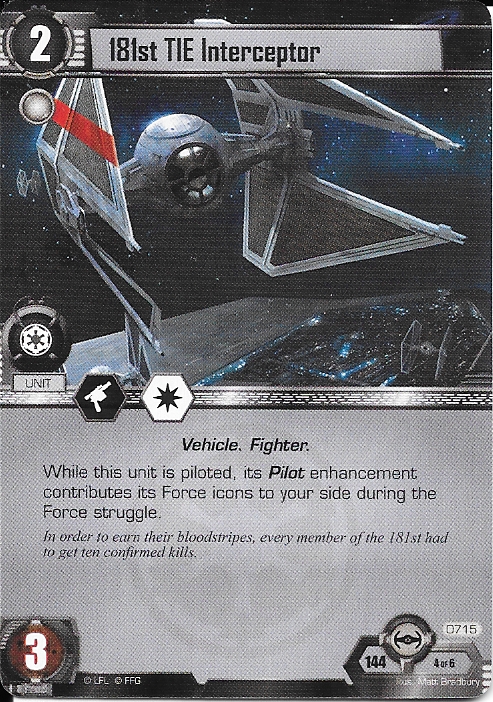 2
181st TIE Interceptor
UNIT
Vehicle. Fighter.
While this unit is piloted, its Pilot enhancement
contributes its Force icons to your side during the
Force struggle.
In order to earn their bloodstripes, every member of the 181st had
to get ten confirmed kills.
3
0715
144
4 OF 6
© LFL © FFG
Illus. Matt Bradbury